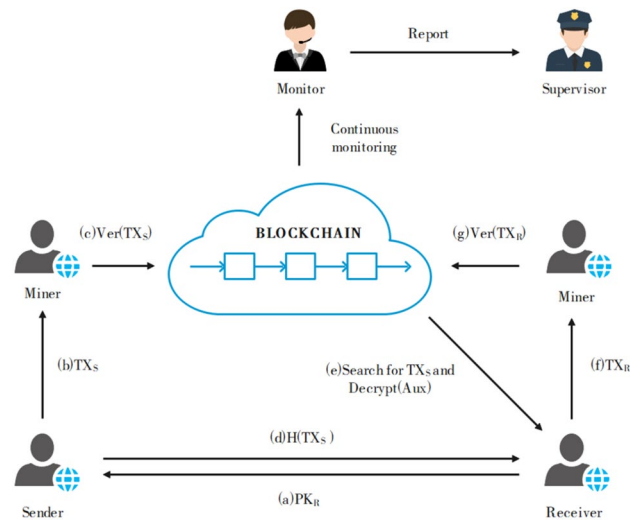 Report
Monitor
Supervisor
Continuous
monitoring
(c)Ver(TXS)
BLOCKCHAIN
(g)Ver(TXR)
Miner
Miner
(b)TXS
(e)Search for TXS and
Decrypt(Aux)
(f)TXR
(d)H(TXS )
(a)PKR
Sender
Receiver